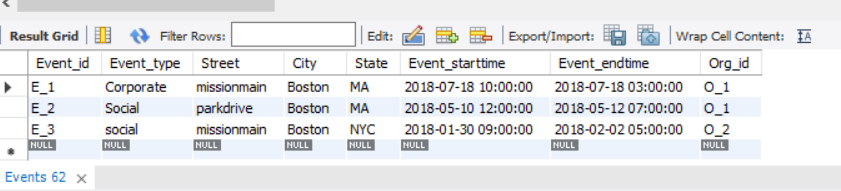 Result Grid Filter Rows: Edit: Export/Import: Wrap Cell Content:
Event_id Event_type Street City State Event_starttime Event_endtime Org_id
E_1 Corporate missionmain Boston MA 2018-07-18 10:00:00 2018-07-18 03:00:00 O_1
E_2 Social parkdrive Boston MA 2018-05-10 12:00:00 2018-05-12 07:00:00 O_1
E_3 social missionmain Boston NYC 2018-01-30 09:00:00 2018-02-02 05:00:00 O_2
NULL NULL NULL NULL NULL NULL NULL NULL
Events 62